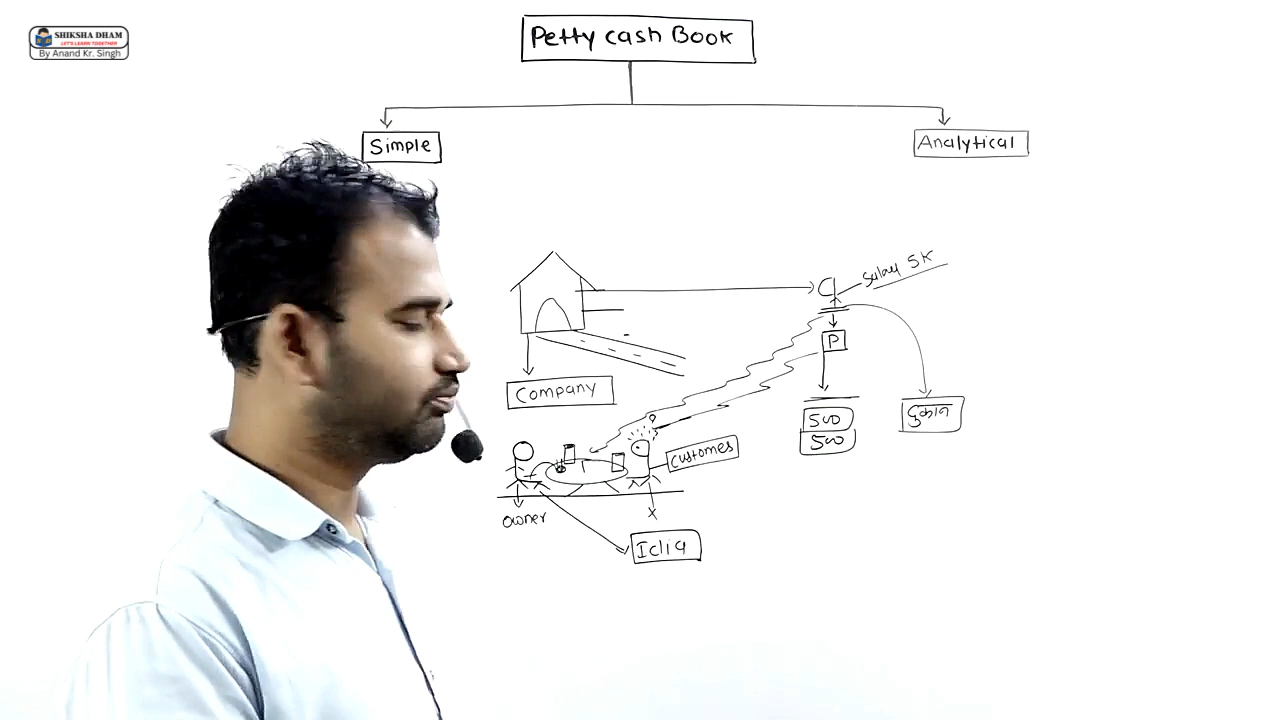 SHIKSHA DHAM
LET'S LEARN TOGETHER
By Anand Kr. Singh
Petty cash Book
Simple
Analytical
Salary 5K
P
Company
500
500
दुकान
Customer
owner
X